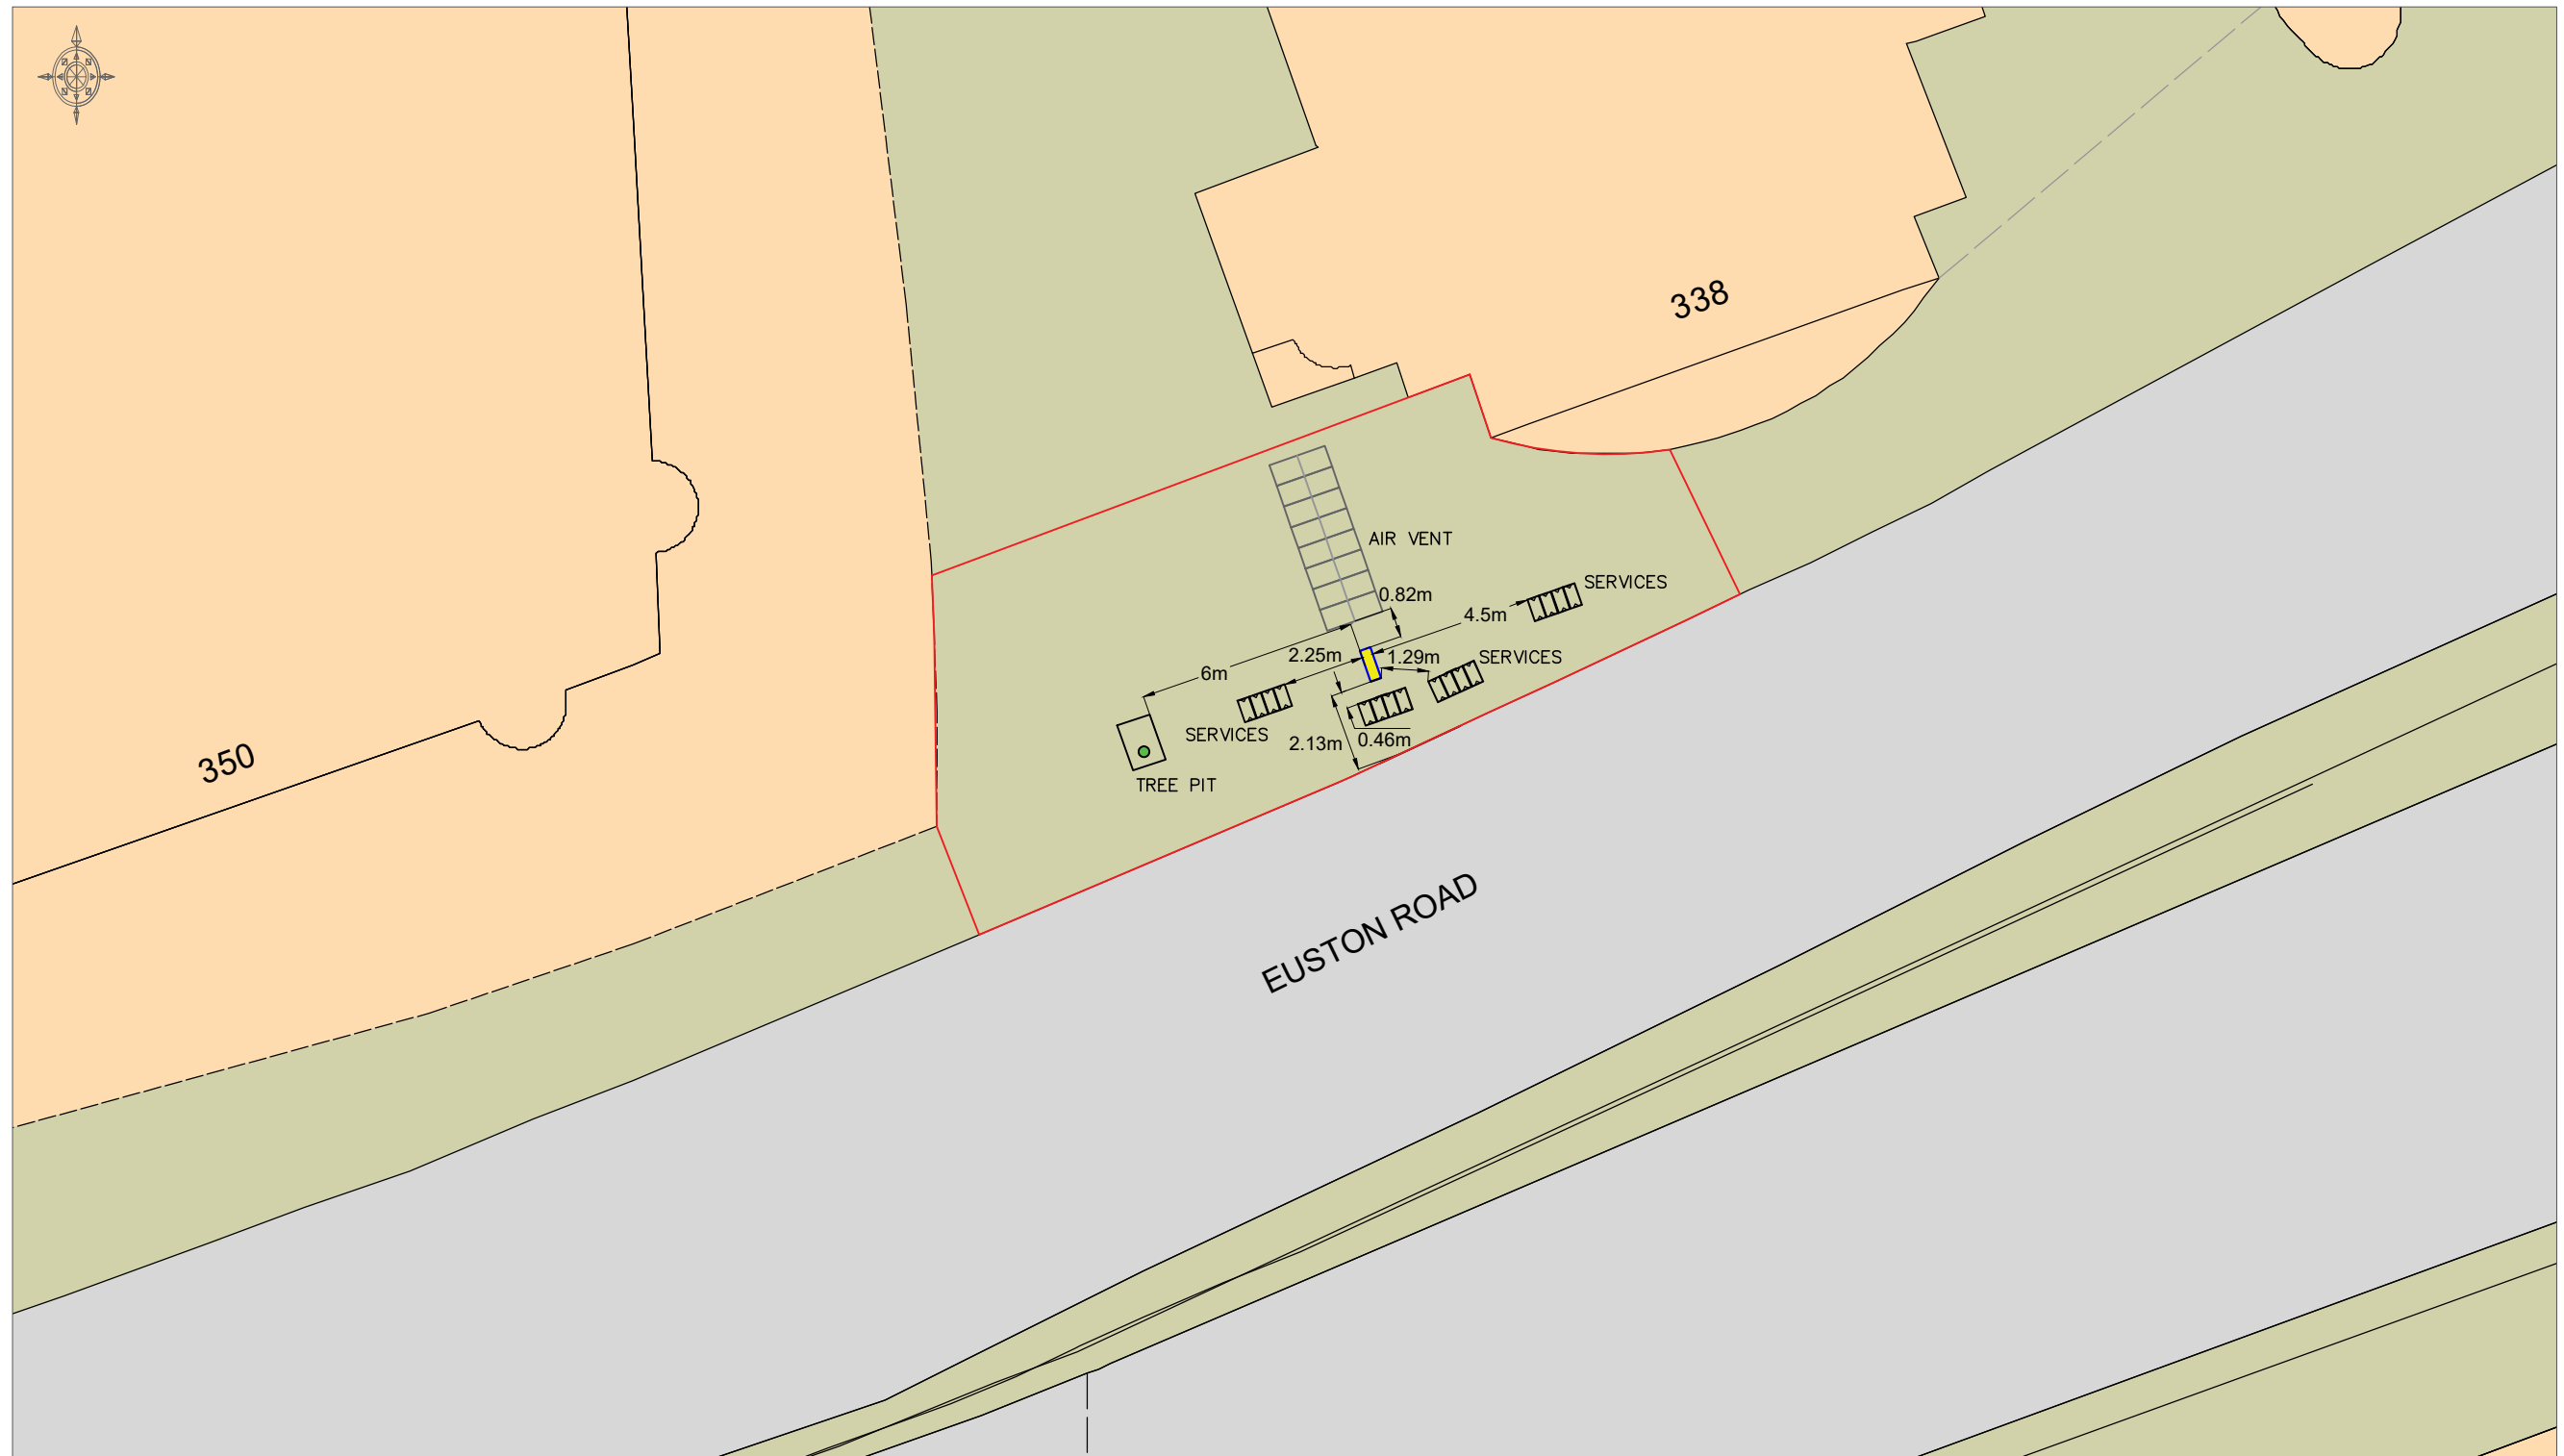 338
AIR VENT
SERVICES
0.82m
4.5m
2.25m
1.29m
SERVICES
6m
SERVICES
2.13m
0.46m
350
TREE PIT
EUSTON ROAD